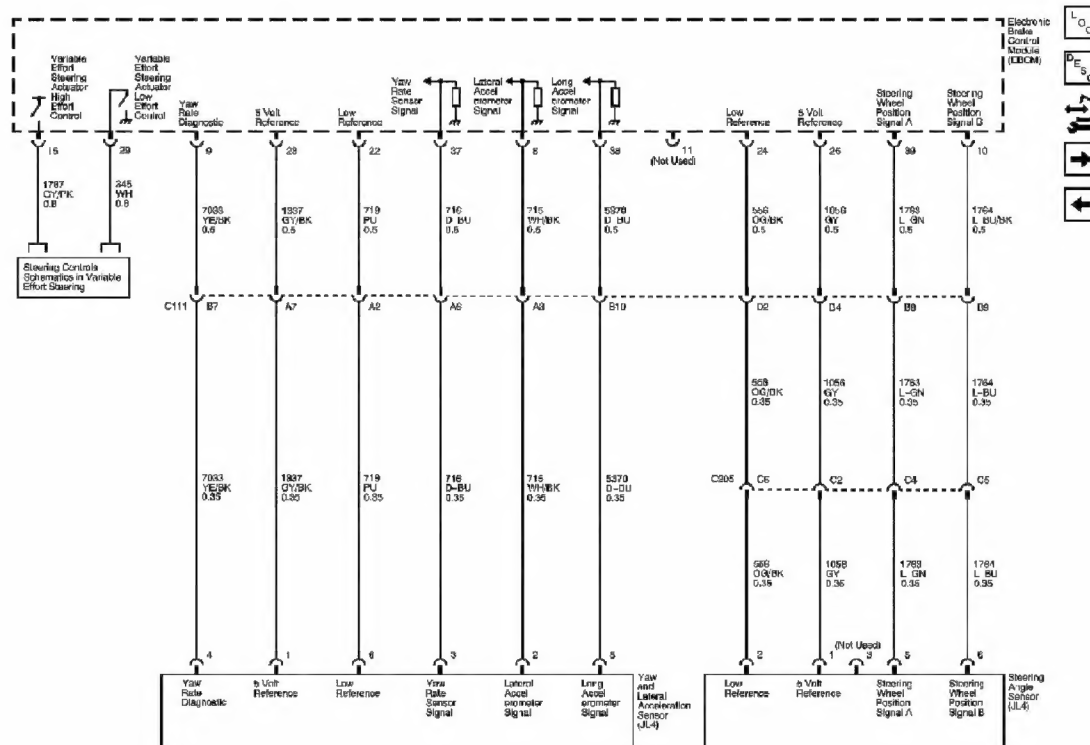 Electronic
Brake
Control
Module
(EBCM)
Variable
Effort
Steering
Actuator
High
Effort
Control
Variable
Effort
Steering
Actuator
Low
Effort
Control
Yaw
Rate
Diagnostic
5 Volt
Reference
Low
Reference
Yaw
Rate
Sensor
Signal
Lateral
Accel
erometer
Signal
Long
Accel
erometer
Signal
Low
Reference
5 Volt
Reference
Steering
Wheel
Position
Signal A
Steering
Wheel
Position
Signal B
15 29 9 28 22 37 8 11 24 26 39 10
(Not Used)
1787
GY/PK
0.8
345
WH
0.8
7033
YE/BK
0.5
1337
GY/BK
0.5
719
PU
0.5
716
D BU
0.5
715
WH/BK
0.5
5370
D BU
0.5
556
OG/BK
0.5
1056
GY
0.5
1763
L GN
0.5
1764
L BU/BK
0.5
Steering Controls
Schematics in Variable
Effort Steering
C111 B7 A7 A2 A6 A8 B10 D2 D4 B8 B9
556
OG/BK
0.35
1056
GY
0.35
1763
L-GN
0.35
1764
L-BU
0.35
7033
YE/BK
0.35
1337
GY/BK
0.35
719
PU
0.35
716
D-BU
0.35
715
WH/BK
0.35
5370
D-BU
0.35
C205 C6 C2 C4 C5
556
OG/BK
0.35
1056
GY
0.35
1763
L GN
0.35
1764
L BU
0.35
(Not Used)
4 1 6 3 2 5 2 1 3 5 6
Yaw
Rate
Diagnostic
5 Volt
Reference
Low
Reference
Yaw
Rate
Sensor
Signal
Lateral
Accel
erometer
Signal
Long
Accel
erometer
Signal
Yaw
and
Lateral
Acceleration
Sensor
(JL4)
Low
Reference
5 Volt
Reference
Steering
Wheel
Position
Signal A
Steering
Wheel
Position
Signal B
Steering
Angle
Sensor
(JL4)